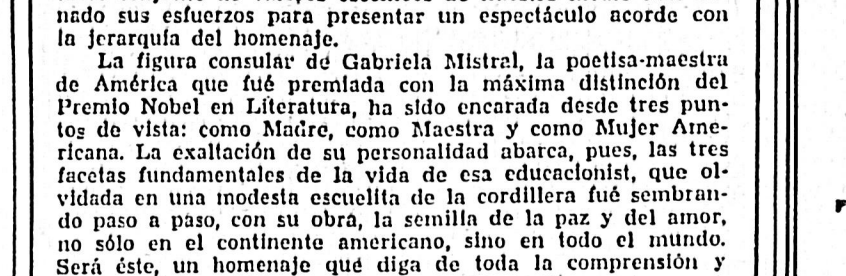 nado sus esfuerzos para presentar un espectáculo acorde con
la jerarquía del homenaje.
La figura consular de Gabriela Mistral, la poetisa-maestra
de América que fué premiada con la máxima distinción del
Premio Nobel en Literatura, ha sido encarada desde tres pun-
tos de vista: como Madre, como Maestra y como Mujer Ame-
ricana. La exaltación de su personalidad abarca, pues, las tres
facetas fundamentales de la vida de esa educacionist, que ol-
vidada en una modesta escuelita de la cordillera fué sembran-
do paso a paso, con su obra, la semilla de la paz y del amor,
no sólo en el continente americano, sino en todo el mundo.
Será éste, un homenaje que diga de toda la comprensión y